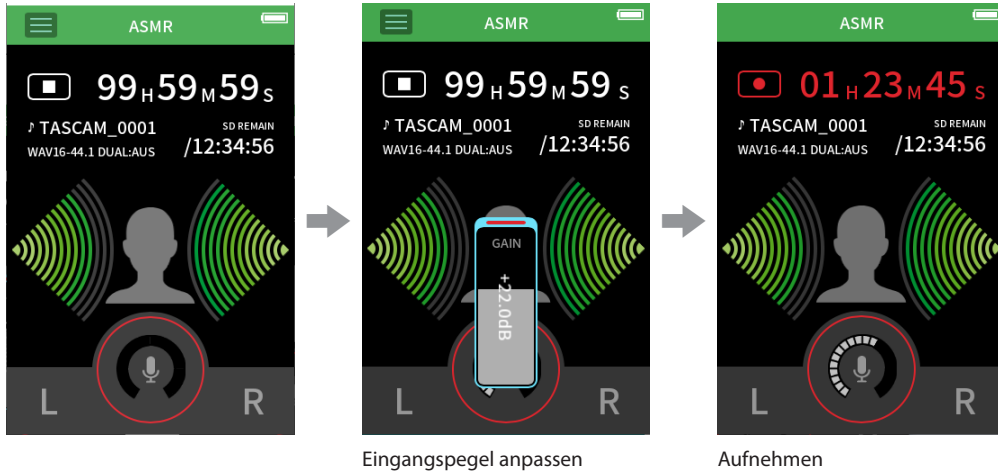 ASMR
99H59M59s
♪ TASCAM_0001
SD REMAIN
WAV16-44.1 DUAL:AUS
/12:34:56
L
R
ASMR
99H59M59s
♪ TASCAM_0001
SD REMAIN
WAV16-44.1 DUAL:AUS
/12:34:56
GAIN
+22.0dB
L
R
Eingangspegel anpassen
ASMR
01H23M45s
♪ TASCAM_0001
SD REMAIN
WAV16-44.1 DUAL:AUS
/12:34:56
L
R
Aufnehmen